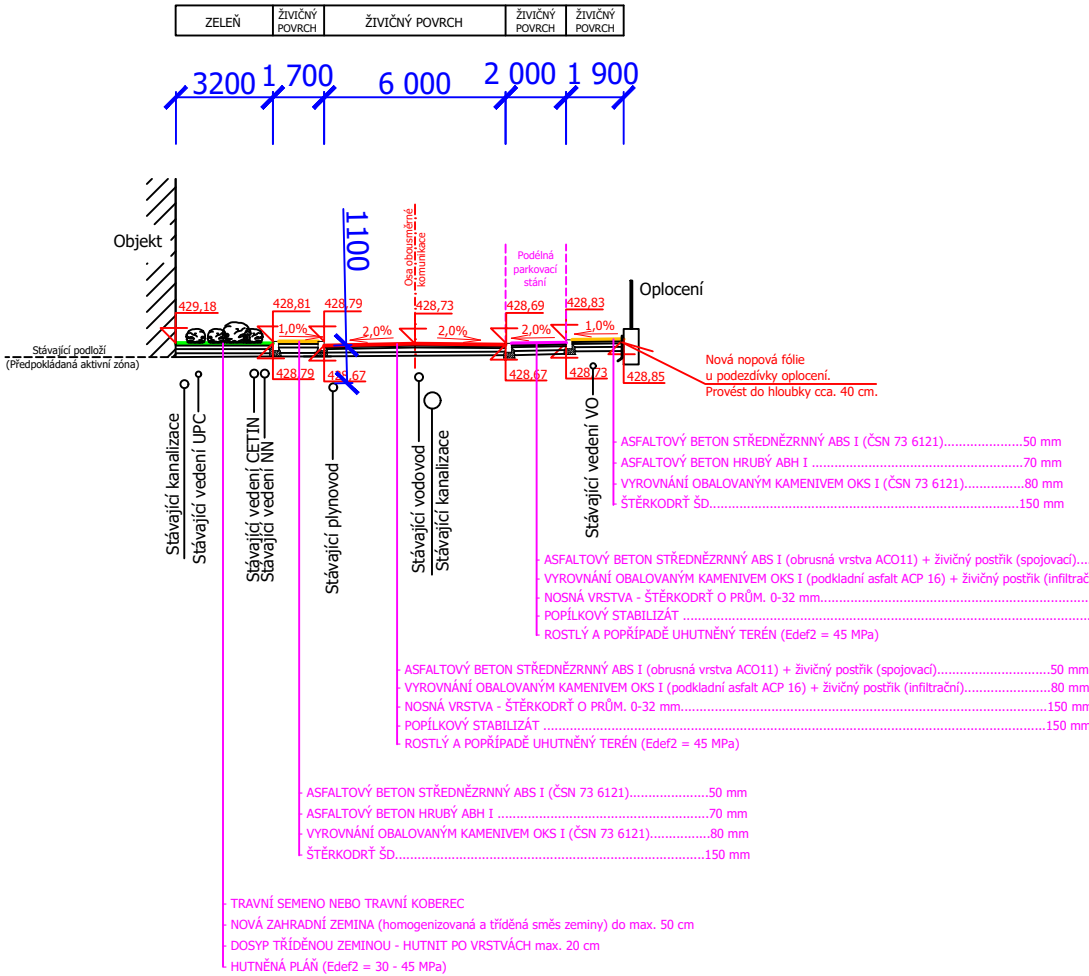 ZELEŇ
ŽIVIČNÝ
POVRCH
ŽIVIČNÝ POVRCH
ŽIVIČNÝ
POVRCH
ŽIVIČNÝ
POVRCH
3200
1 700
6 000
2 000
1 900
Objekt
1100
Osa obousměrné
komunikace
Podélná
parkovací
stání
Oplocení
429,18
428,81
428,79
428,73
428,69
428,83
1,0%
2,0%
2,0%
2,0%
1,0%
Stávající podloží
(Předpokládaná aktivní zóna)
428,79
428,67
428,67
428,73
428,85
Nová nopová fólie
u podezdívky oplocení.
Provést do hloubky cca. 40 cm.
Stávající kanalizace
Stávající vedení UPC
Stávající vedení CETIN
Stávající vedení NN
Stávající plynovod
Stávající vodovod
Stávající kanalizace
Stávající vedení VO
ASFALTOVÝ BETON STŘEDNĚZRNNÝ ABS I (ČSN 73 6121)................50 mm
ASFALTOVÝ BETON HRUBÝ ABH I ...........................................70 mm
VYROVNÁNÍ OBALOVANÝM KAMENIVEM OKS I (ČSN 73 6121)............80 mm
ŠTĚRKODRŤ ŠD.................................................................150 mm
ASFALTOVÝ BETON STŘEDNĚZRNNÝ ABS I (obrusná vrstva ACO11) + živičný postřik (spojovací)...
VYROVNÁNÍ OBALOVANÝM KAMENIVEM OKS I (podkladní asfalt ACP 16) + živičný postřik (infiltrač
NOSNÁ VRSTVA - ŠTĚRKODRŤ O PRŮM. 0-32 mm.......................................................
POPÍLKOVÝ STABILIZÁT ...................................................................................
ROSTLÝ A POPŘÍPADĚ UHUTNĚNÝ TERÉN (Edef2 = 45 MPa)
ASFALTOVÝ BETON STŘEDNĚZRNNÝ ABS I (obrusná vrstva ACO11) + živičný postřik (spojovací)........................50 mm
VYROVNÁNÍ OBALOVANÝM KAMENIVEM OKS I (podkladní asfalt ACP 16) + živičný postřik (infiltrační)..................80 mm
NOSNÁ VRSTVA - ŠTĚRKODRŤ O PRŮM. 0-32 mm.............................................................................150 mm
POPÍLKOVÝ STABILIZÁT .........................................................................................................150 mm
ROSTLÝ A POPŘÍPADĚ UHUTNĚNÝ TERÉN (Edef2 = 45 MPa)
ASFALTOVÝ BETON STŘEDNĚZRNNÝ ABS I (ČSN 73 6121)................50 mm
ASFALTOVÝ BETON HRUBÝ ABH I ...........................................70 mm
VYROVNÁNÍ OBALOVANÝM KAMENIVEM OKS I (ČSN 73 6121)............80 mm
ŠTĚRKODRŤ ŠD.................................................................150 mm
TRAVNÍ SEMENO NEBO TRAVNÍ KOBEREC
NOVÁ ZAHRADNÍ ZEMINA (homogenizovaná a tříděná směs zeminy) do max. 50 cm
DOSYP TŘÍDĚNOU ZEMINOU - HUTNIT PO VRSTVÁCH max. 20 cm
HUTNĚNÁ PLÁŇ (Edef2 = 30 - 45 MPa)